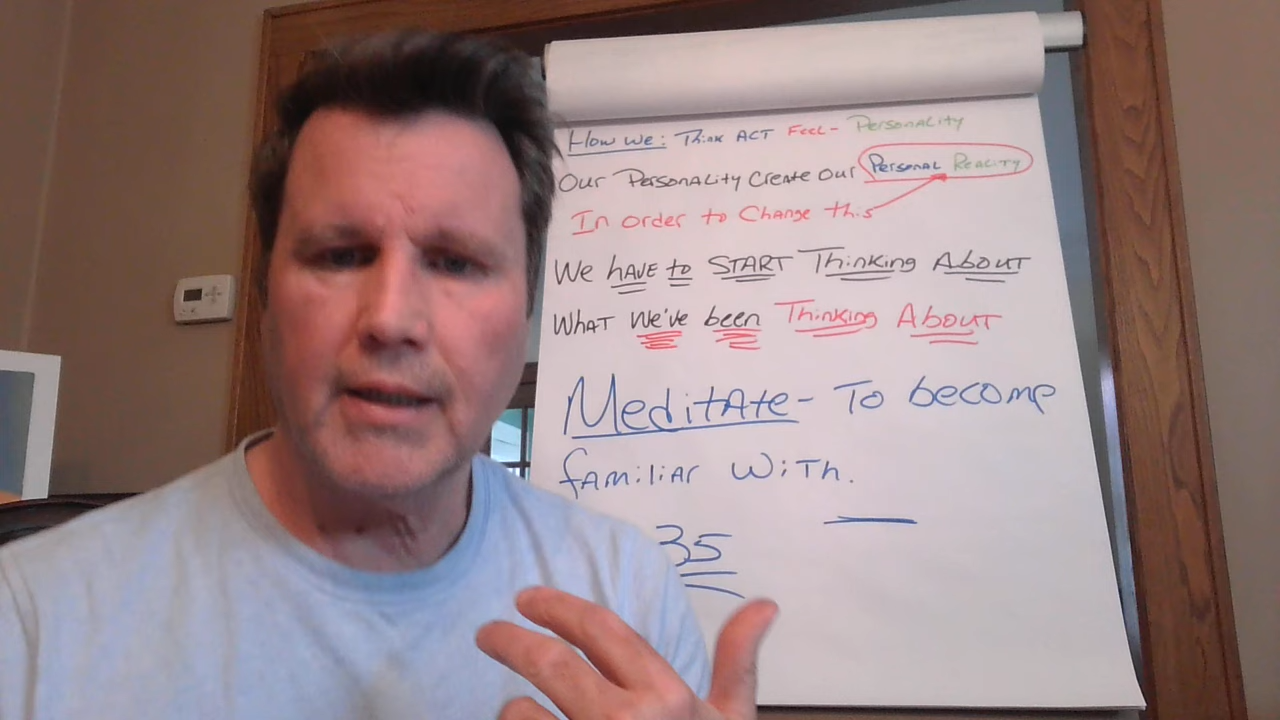 How We: Think ACT Feel- Personality
Our Personality Create Our Personal Reality
In order to Change this
We HAVE to START Thinking About
What We've been Thinking About
Meditate- To become
familiar with.
35